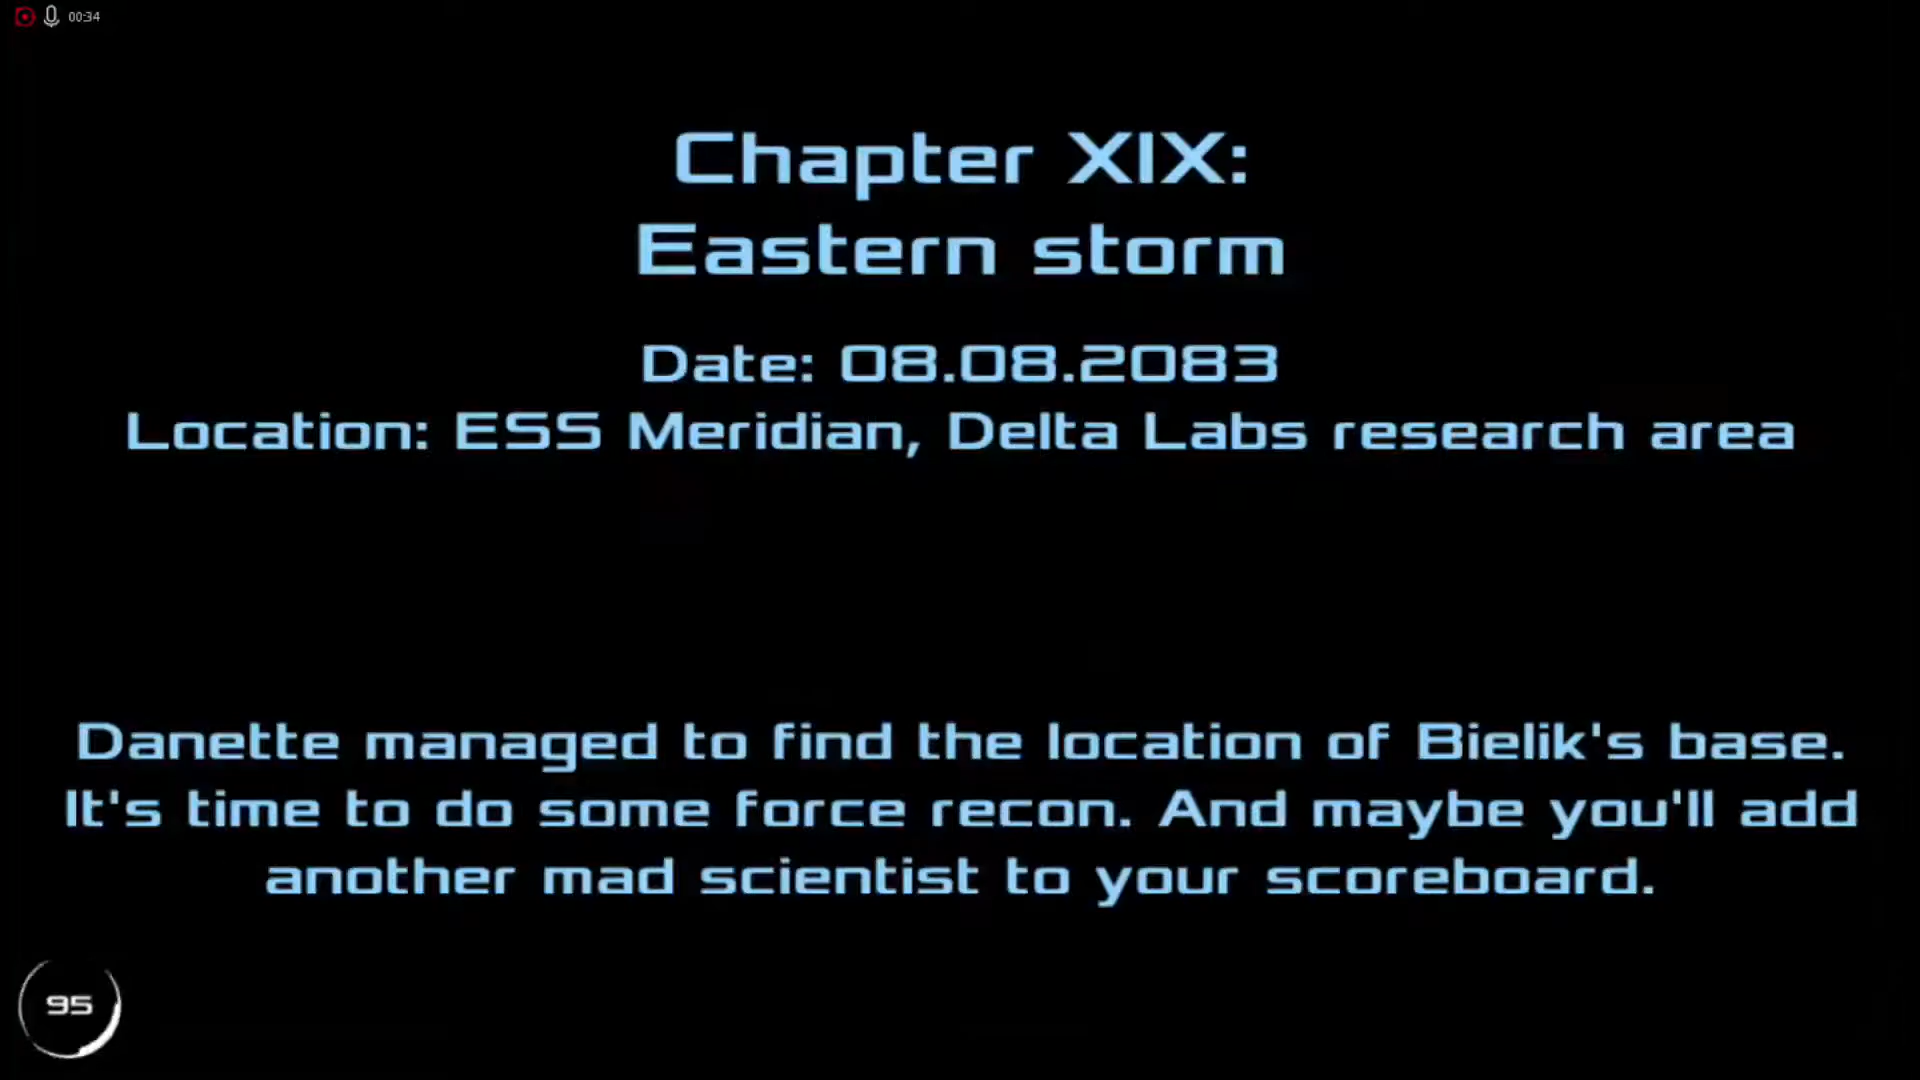 00:34
Chapter XIX:
Eastern storm
Date: 08.08.2083
Location: ESS Meridian, Delta Labs research area
Danette managed to find the location of Bielik's base.
It's time to do some force recon. And maybe you'll add
another mad scientist to your scoreboard.
95